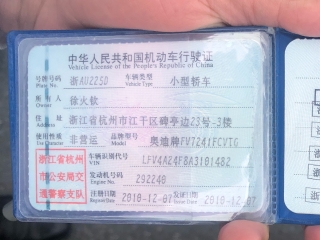 中华人民共和国机动车行驶证
Vehicle License of the People's Republic of China
号牌号码 浙AU225D 车辆类型 小型轿车
Plate No. Vehicle Type
所有人 徐火钦
Owner
住址 浙江省杭州市江干区碑亭边23号-3楼
Address
使用性质 非营运 品牌型号 奥迪牌FV7241FCVTG
Use Character Model
浙江省杭州
市公安局交
通警察支队
车辆识别代号 LFV4A24F8A3101482
VIN
发动机号码 292240
Engine No.
注册日期 2010-12-07 发证日期 2010-12-07
Register Date Issue Date